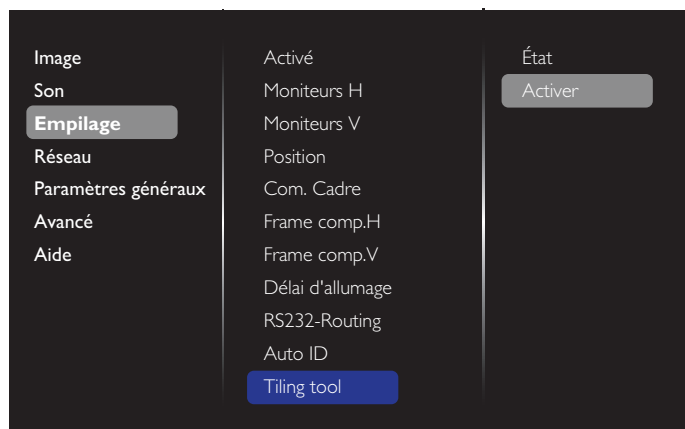 Image
Son
Empilage
Réseau
Paramètres généraux
Avancé
Aide
Activé
Moniteurs H
Moniteurs V
Position
Com. Cadre
Frame comp.H
Frame comp.V
Délai d'allumage
RS232-Routing
Auto ID
Tiling tool
État
Activer